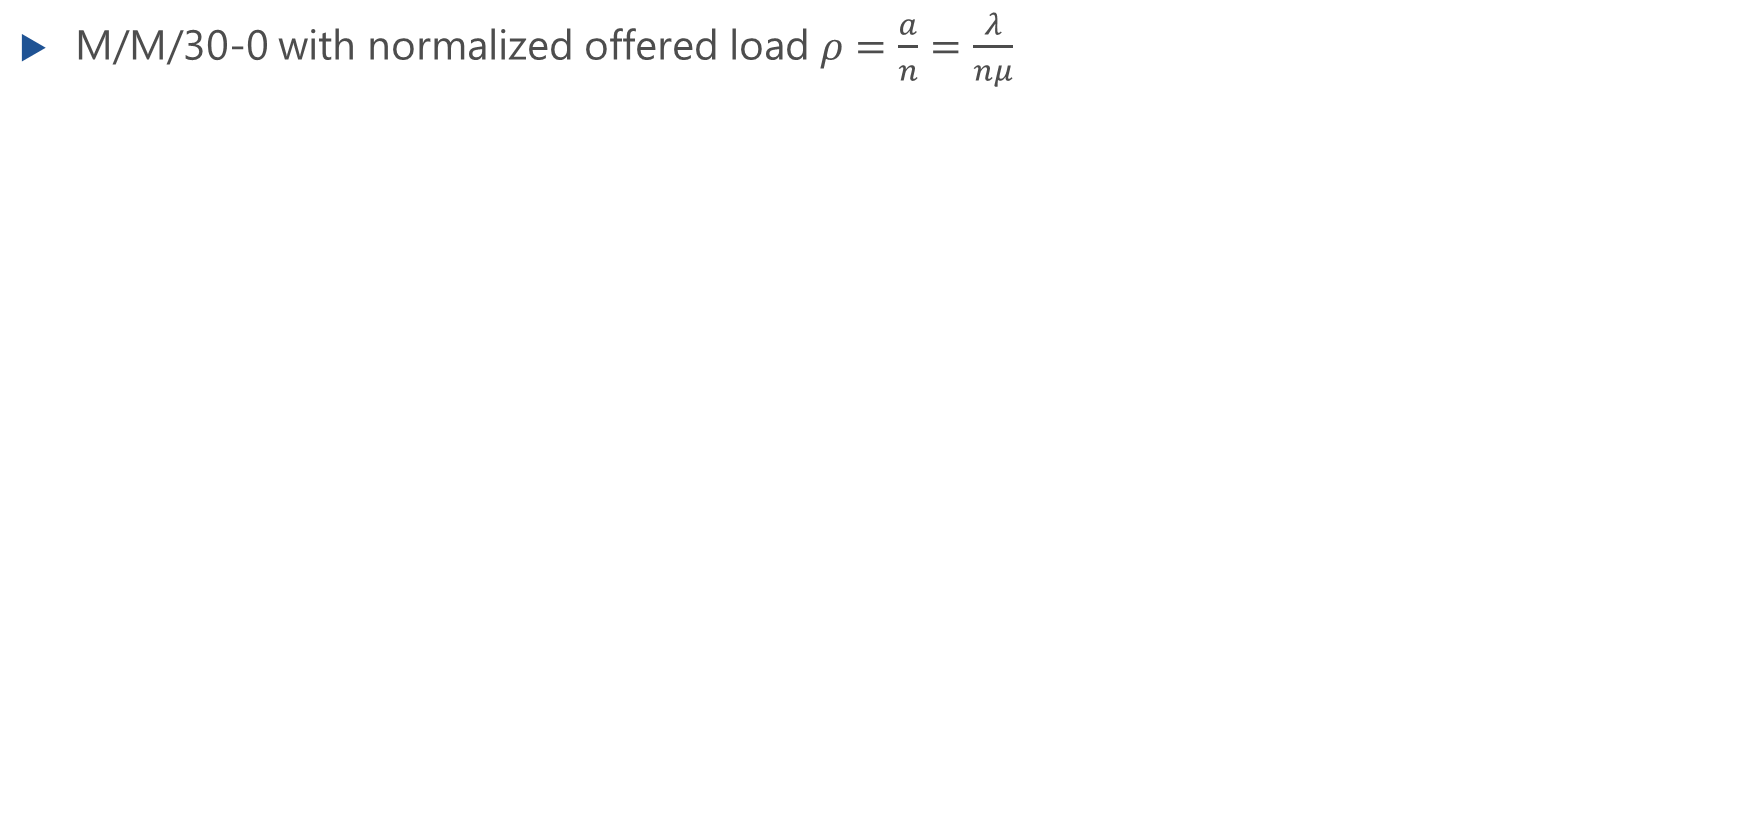 ▶ M/M/30-0 with normalized offered load ρ = a/n = λ/nμ